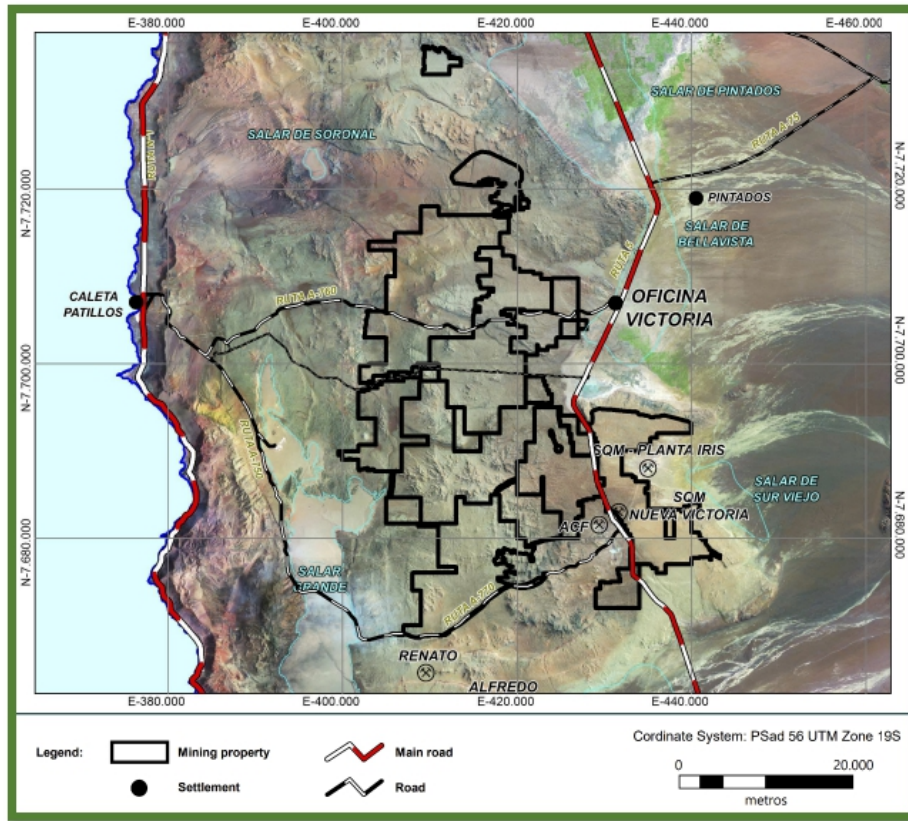 E-380.000
E-400.000
E-420.000
E-440.000
E-460.000
SALAR DE PINTADOS
SALAR DE SORONAL
RUTA A-75
RUTA A-1
N-7.720.000
N-7.720.000
PINTADOS
SALAR DE
BELLAVISTA
RUTA 5
CALETA
PATILLOS
RUTA A-760
OFICINA
VICTORIA
N-7.700.000
N-7.700.000
RUTA A-750
SQM - PLANTA IRIS
SALAR DE
SUR VIEJO
SQM
NUEVA VICTORIA
ACF
N-7.680.000
N-7.680.000
SALAR
GRANDE
RUTA A-770
RENATO
ALFREDO
E-380.000
E-400.000
E-420.000
E-440.000
Legend:
Mining property
Main road
Settlement
Road
Cordinate System: PSad 56 UTM Zone 19S
0
20.000
metros